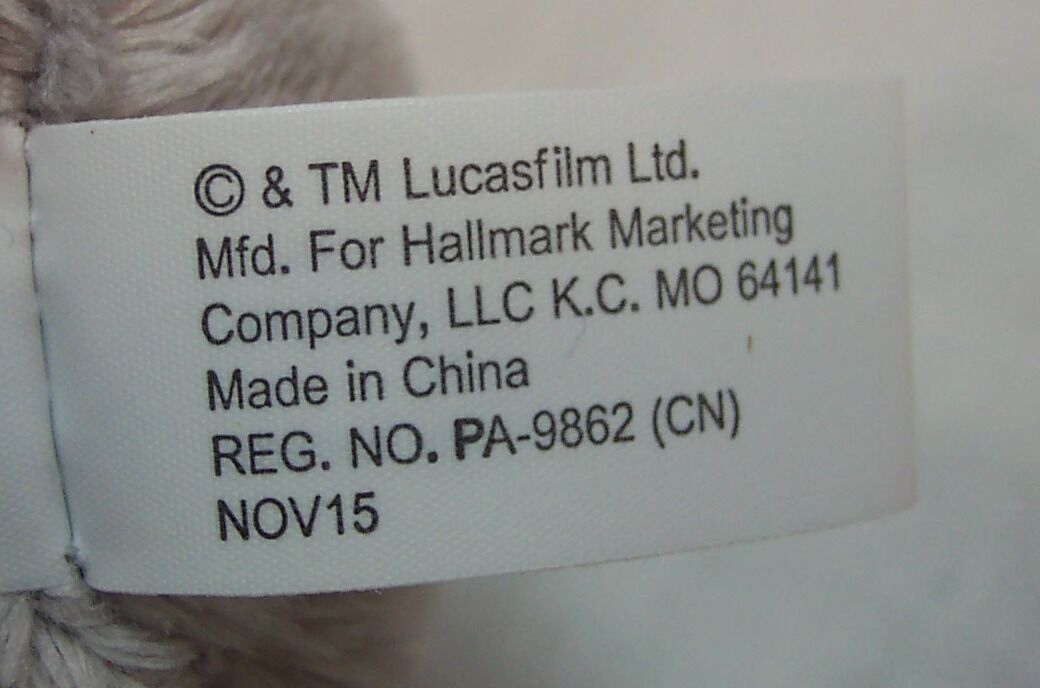 © & TM Lucasfilm Ltd.
Mfd. For Hallmark Marketing
Company, LLC K.C. MO 64141
Made in China
REG. NO. PA-9862 (CN)
NOV15